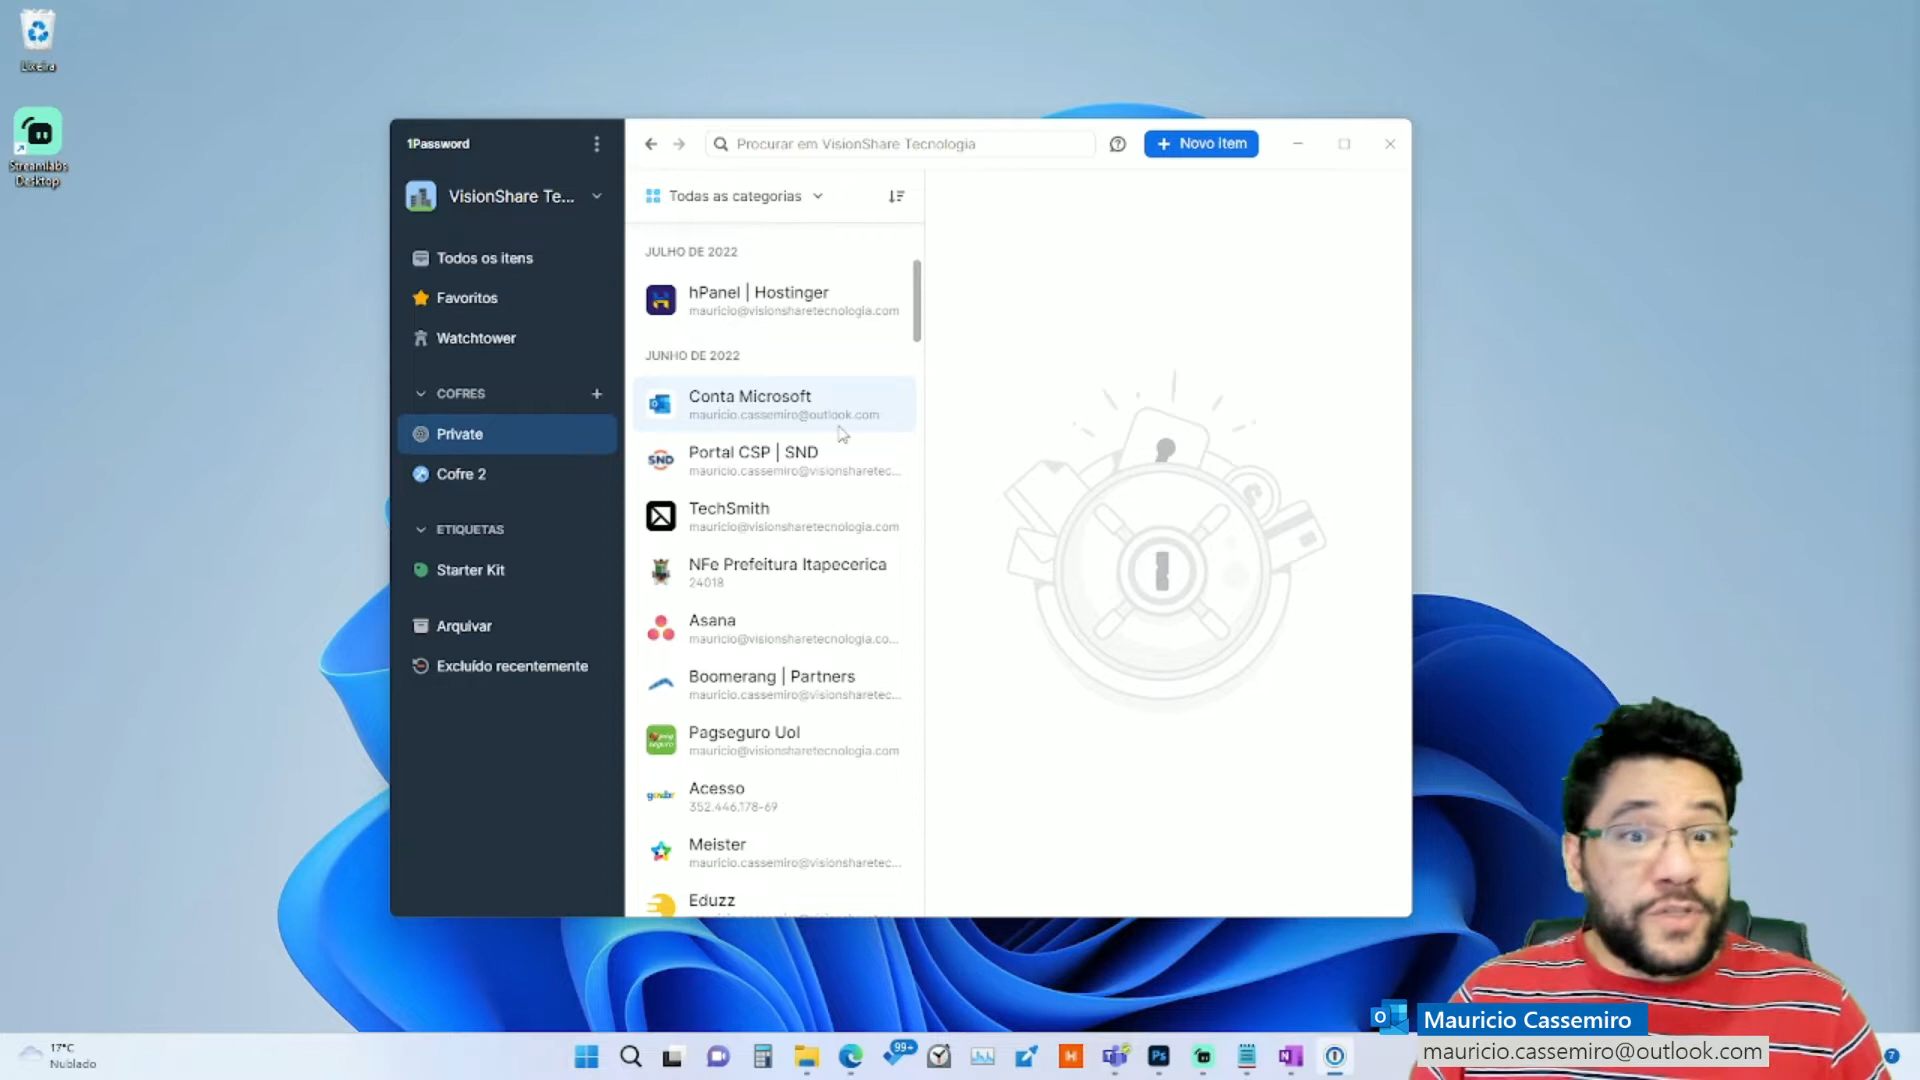 Lixeira
Streamlabs
Desktop
1Password
VisionShare Te...
Todos os itens
Favoritos
Watchtower
COFRES
Private
Cofre 2
ETIQUETAS
Starter Kit
Arquivar
Excluído recentemente
Procurar em VisionShare Tecnologia
Novo item
Todas as categorias
JULHO DE 2022
hPanel | Hostinger
mauricio@visionsharetecnologia.com
JUNHO DE 2022
Conta Microsoft
mauricio.cassemiro@outlook.com
SND
Portal CSP | SND
mauricio.cassemiro@visionsharetec...
TechSmith
mauricio@visionsharetecnologia.com
NFe Prefeitura Itapecerica
24018
Asana
mauricio@visionsharetecnologia.co...
Boomerang | Partners
mauricio.cassemiro@visionsharetec...
Pagseguro Uol
mauricio@visionsharetecnologia.com
Acesso
352.446.178-69
Meister
mauricio.cassemiro@visionsharetec...
Eduzz
Mauricio Cassemiro
mauricio.cassemiro@outlook.com
17°C
Nublado
99+
Ps
7